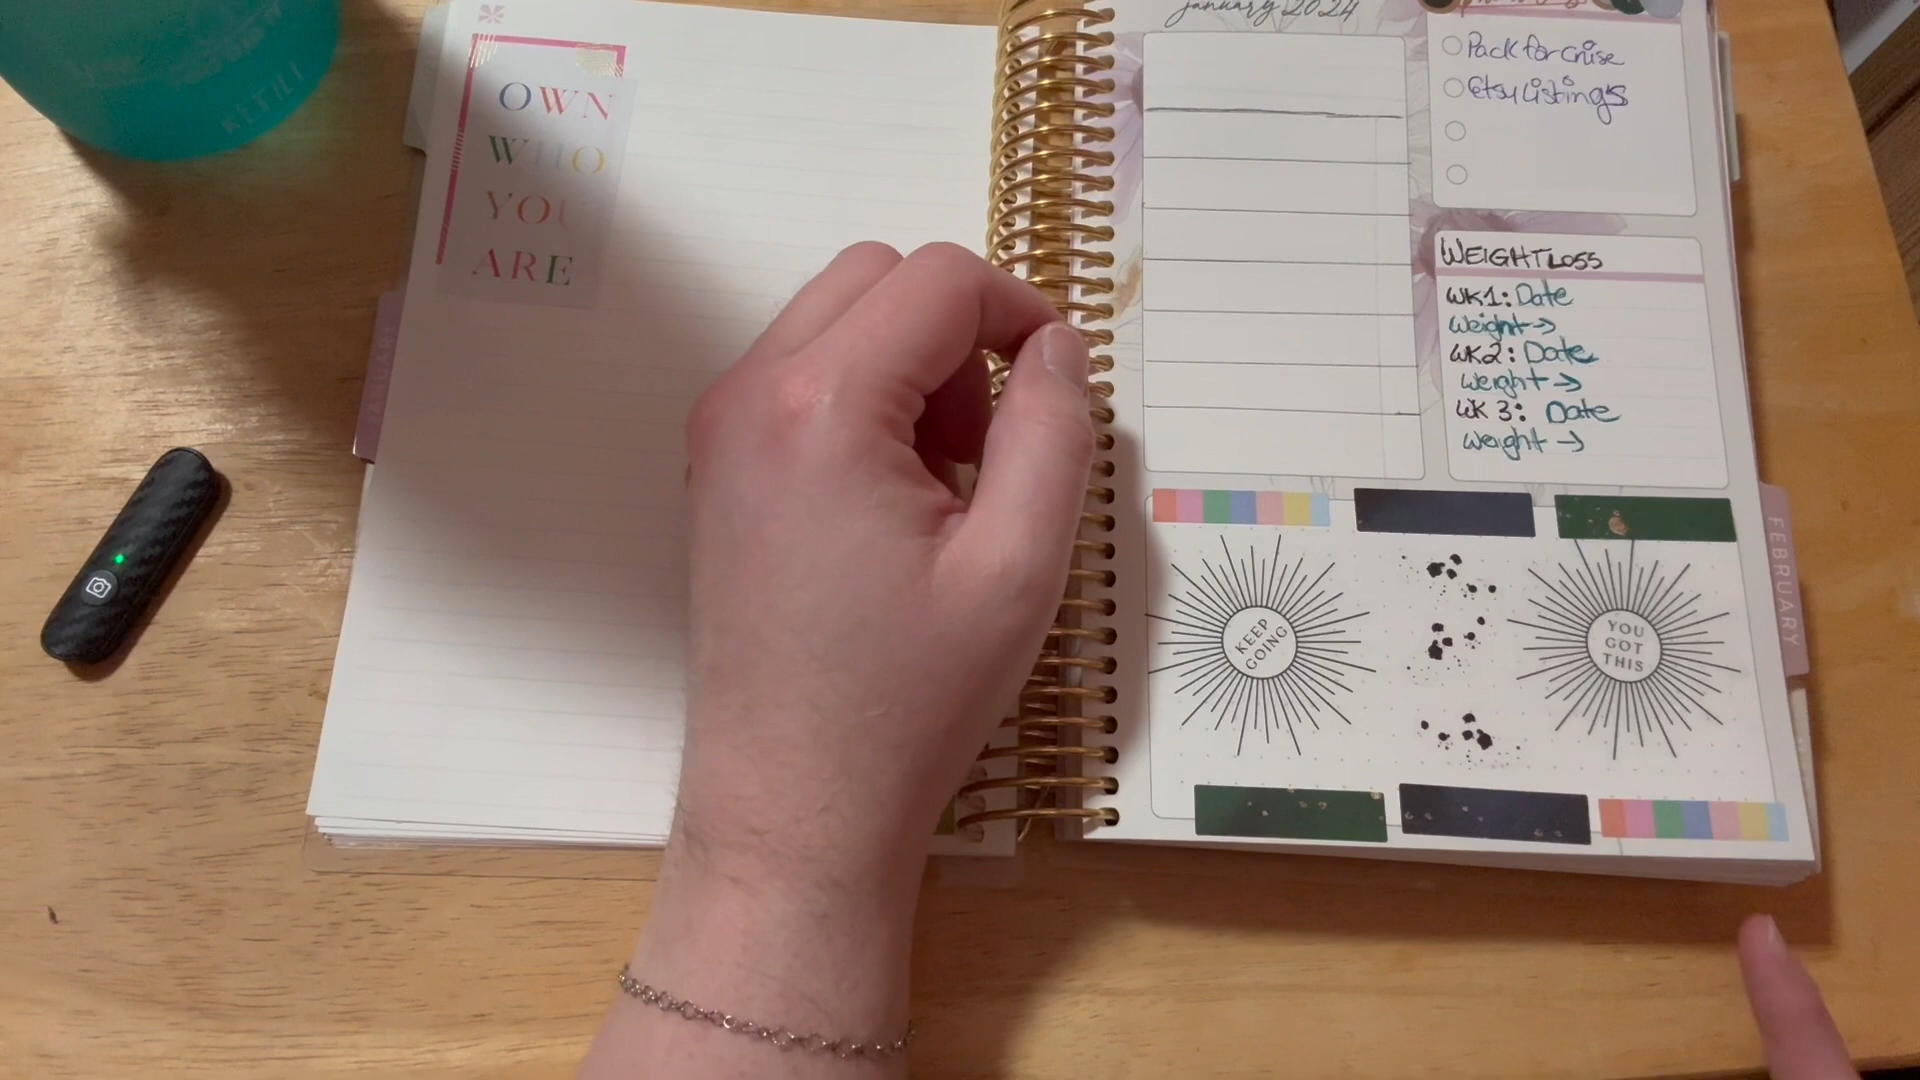 OWN
WHO
YOU
ARE
JANUARY
january 2024
Pack for cruise
Etsy Listings
WEIGHTLOSS
WK1: Date
Weight →
WK2: Date
Weight →
WK 3: Date
Weight →
KEEP
GOING
YOU
GOT
THIS
FEBRUARY